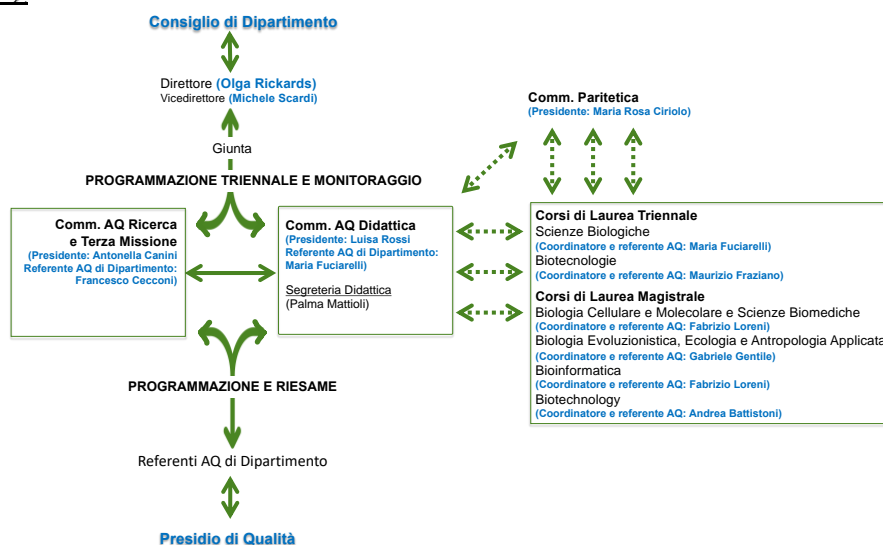 Consiglio di Dipartimento
Direttore (Olga Rickards)
Vicedirettore (Michele Scardi)
Giunta
PROGRAMMAZIONE TRIENNALE E MONITORAGGIO
Comm. Paritetica
(Presidente: Maria Rosa Ciriolo)
Comm. AQ Ricerca
e Terza Missione
(Presidente: Antonella Canini
Referente AQ di Dipartimento:
Francesco Cecconi)
Comm. AQ Didattica
(Presidente: Luisa Rossi
Referente AQ di Dipartimento:
Maria Fuciarelli)
Segreteria Didattica
(Palma Mattioli)
Corsi di Laurea Triennale
Scienze Biologiche
(Coordinatore e referente AQ: Maria Fuciarelli)
Biotecnologie
(Coordinatore e referente AQ: Maurizio Fraziano)
Corsi di Laurea Magistrale
Biologia Cellulare e Molecolare e Scienze Biomediche
(Coordinatore e referente AQ: Fabrizio Loreni)
Biologia Evoluzionistica, Ecologia e Antropologia Applicata
(Coordinatore e referente AQ: Gabriele Gentile)
Bioinformatica
(Coordinatore e referente AQ: Fabrizio Loreni)
Biotechnology
(Coordinatore e referente AQ: Andrea Battistoni)
PROGRAMMAZIONE E RIESAME
Referenti AQ di Dipartimento
Presidio di Qualità